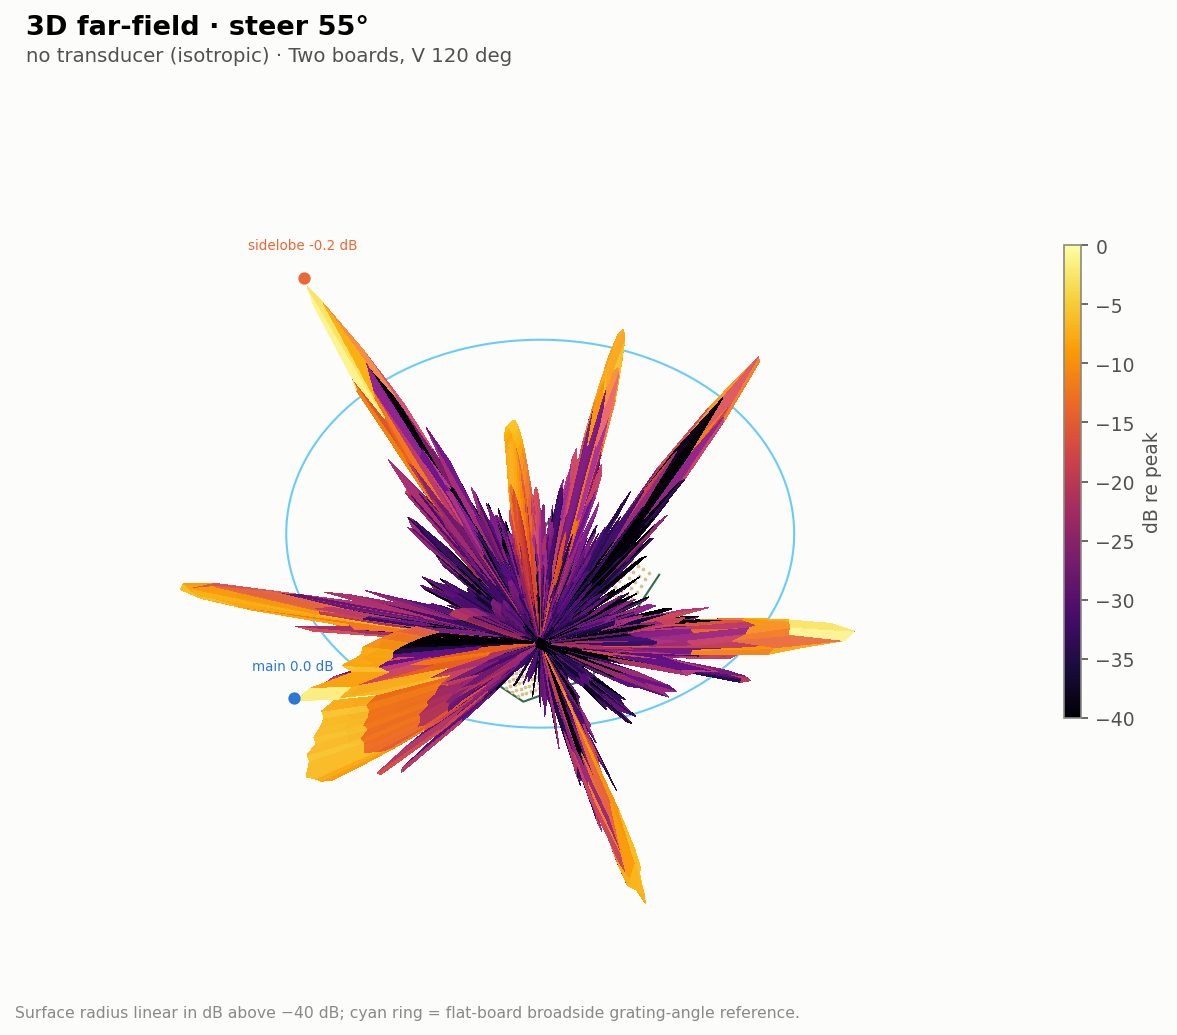 3D far-field · steer 55°
no transducer (isotropic) · Two boards, V 120 deg
sidelobe -0.2 dB
main 0.0 dB
0
−5
−10
−15
−20
−25
−30
−35
−40
dB re peak
Surface radius linear in dB above −40 dB; cyan ring = flat-board broadside grating-angle reference.